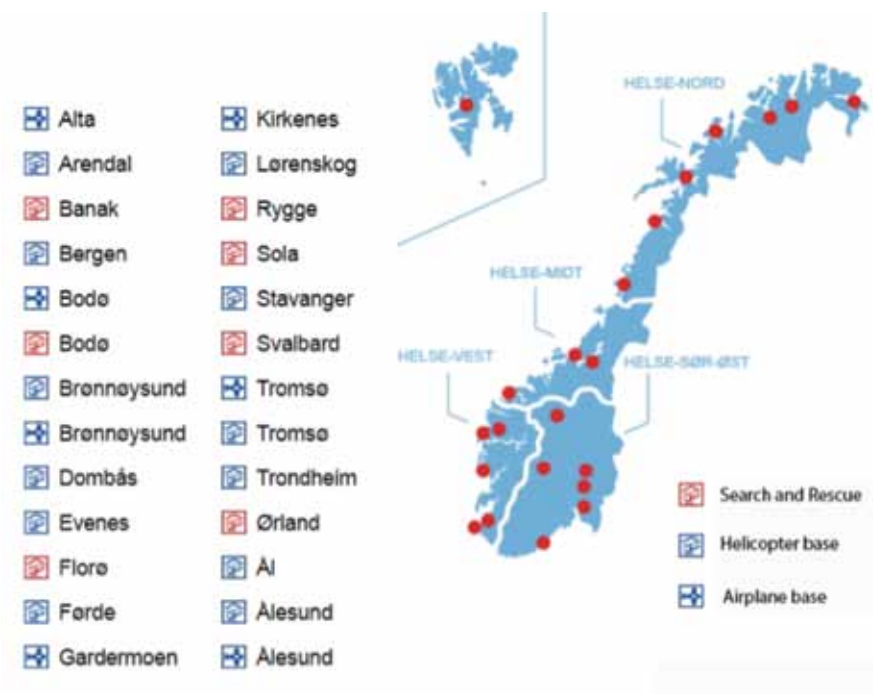 Alta
Arendal
Banak
Bergen
Bodø
Bodø
Brønnøysund
Brønnøysund
Dombås
Evenes
Florø
Førde
Gardermoen
Kirkenes
Lørenskog
Rygge
Sola
Stavanger
Svalbard
Tromsø
Tromsø
Trondheim
Ørland
Ål
Ålesund
Ålesund
HELSE-NORD
HELSE-MIDT
HELSE-VEST
HELSE-SØR-ØST
Search and Rescue
Helicopter base
Airplane base